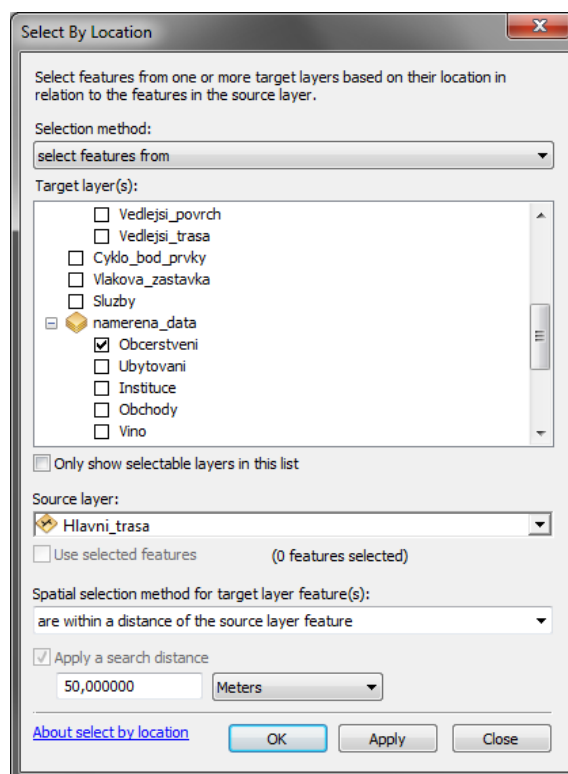 Select By Location
Select features from one or more target layers based on their location in
relation to the features in the source layer.
Selection method:
select features from
Target layer(s):
Vedlejsi_povrch
Vedlejsi_trasa
Cyklo_bod_prvky
Vlakova_zastavka
Sluzby
namerena_data
Obcerstveni
Ubytovani
Instituce
Obchody
Vino
Only show selectable layers in this list
Source layer:
Hlavni_trasa
Use selected features (0 features selected)
Spatial selection method for target layer feature(s):
are within a distance of the source layer feature
Apply a search distance
50,000000 Meters
About select by location OK Apply Close